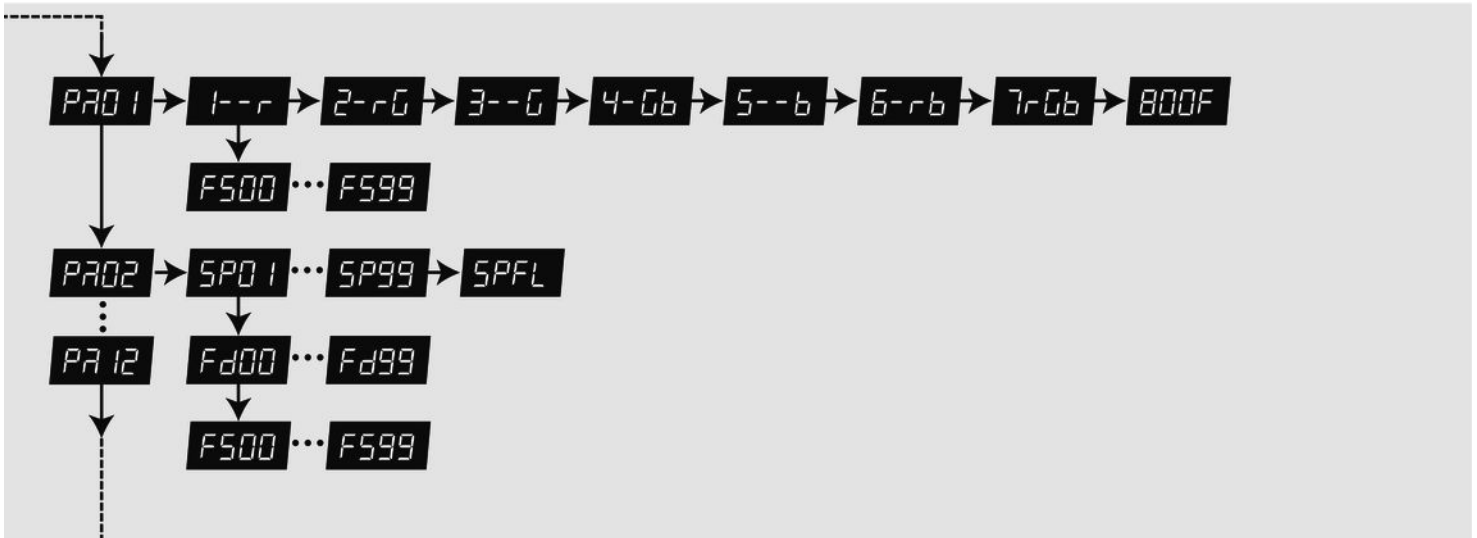 PA01 1--r 2-rG 3--G 4-Gb 5--b 6-rb 7rGb 800F
FS00 ··· FS99
PA02 SP01 ··· SP99 SPFL
PA12 Fd00 ··· Fd99
FS00 ··· FS99